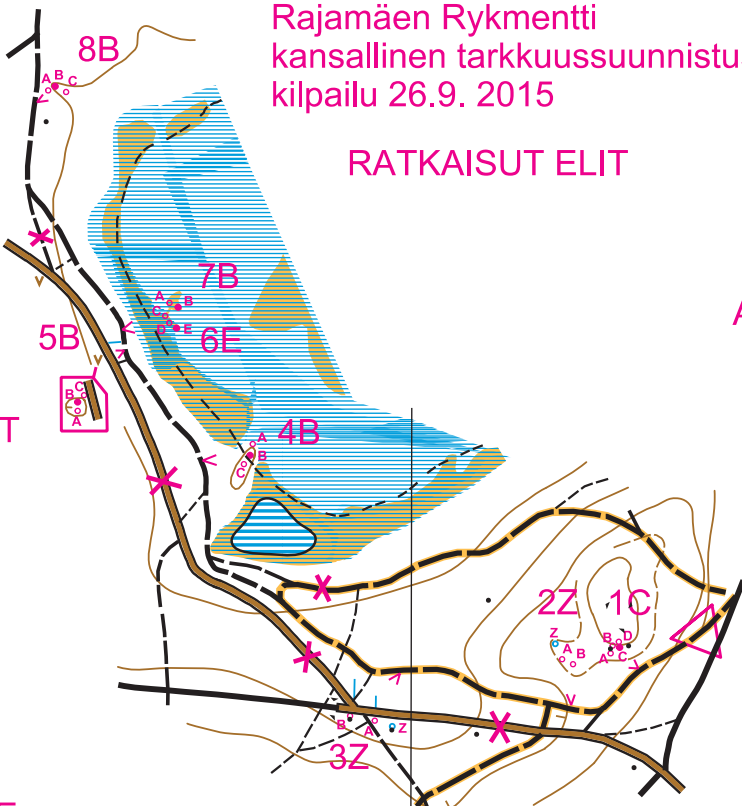 Rajamäen Rykmentti
kansallinen tarkkuussuunnistu
kilpailu 26.9. 2015
RATKAISUT ELIT
8B
A B C
7B
A B
C
D E
6E
A
5B
B C
A
T
4B
A
B
C
2Z
1C
Z
A B
B D
A C
B A Z
3Z